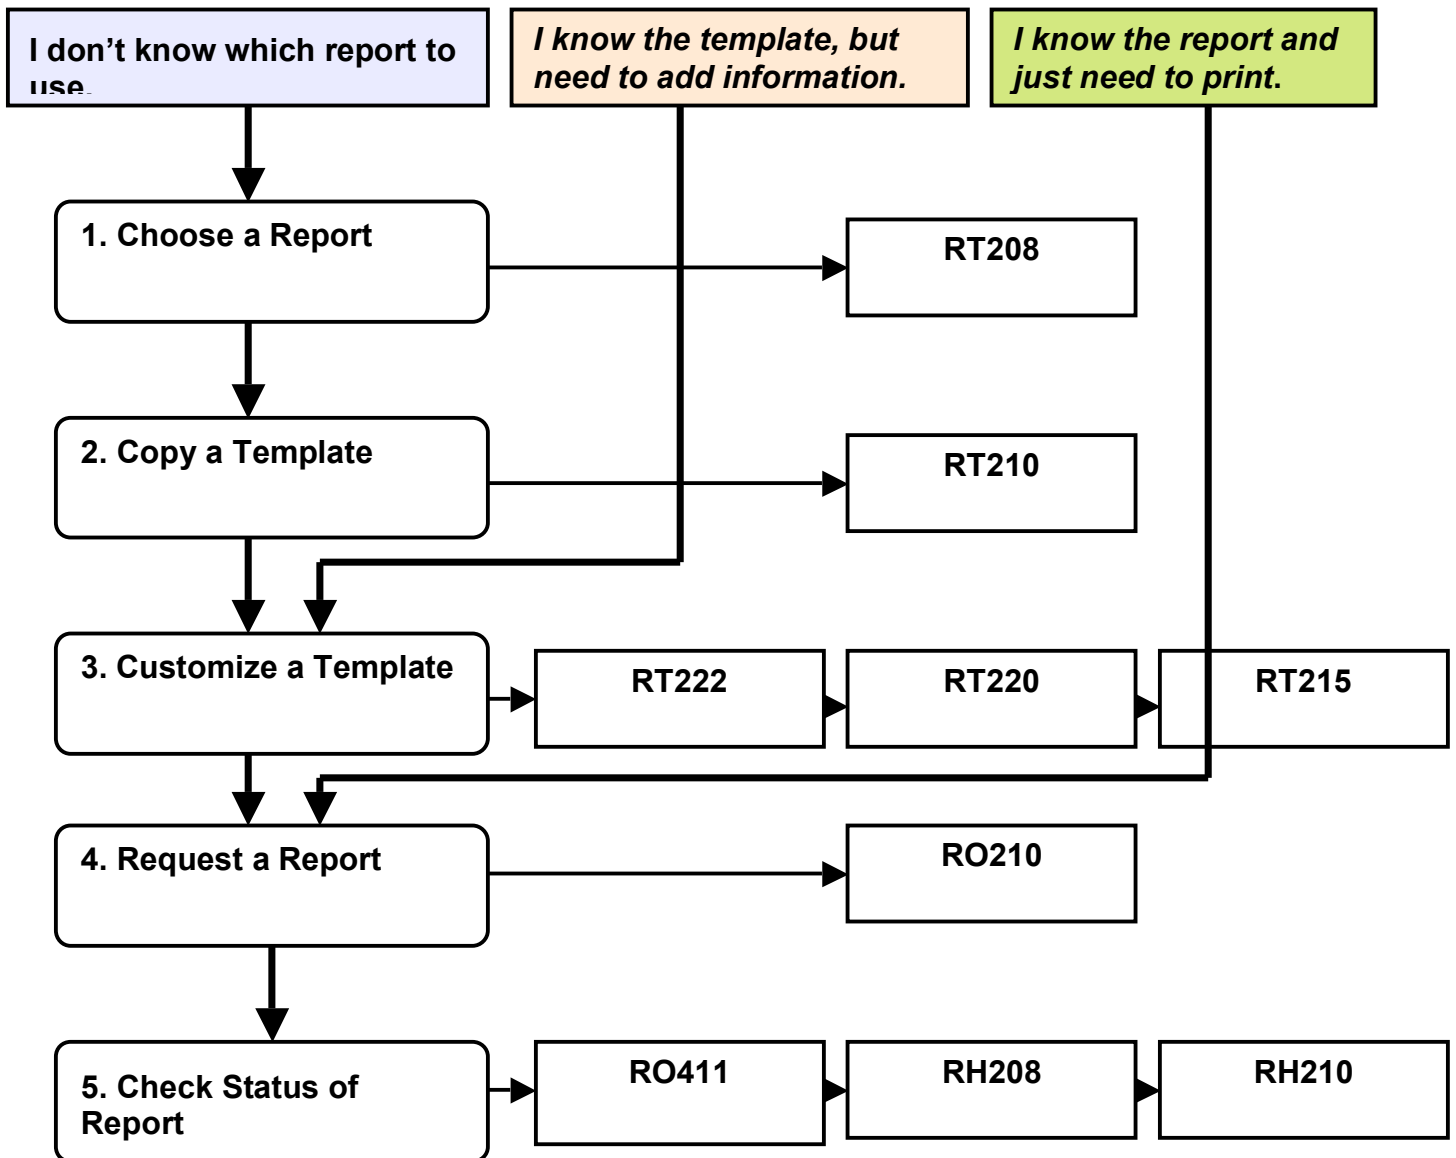 I don’t know which report to
use.
I know the template, but
need to add information.
I know the report and
just need to print.
1. Choose a Report
RT208
2. Copy a Template
RT210
3. Customize a Template
RT222
RT220
RT215
4. Request a Report
RO210
5. Check Status of
Report
RO411
RH208
RH210